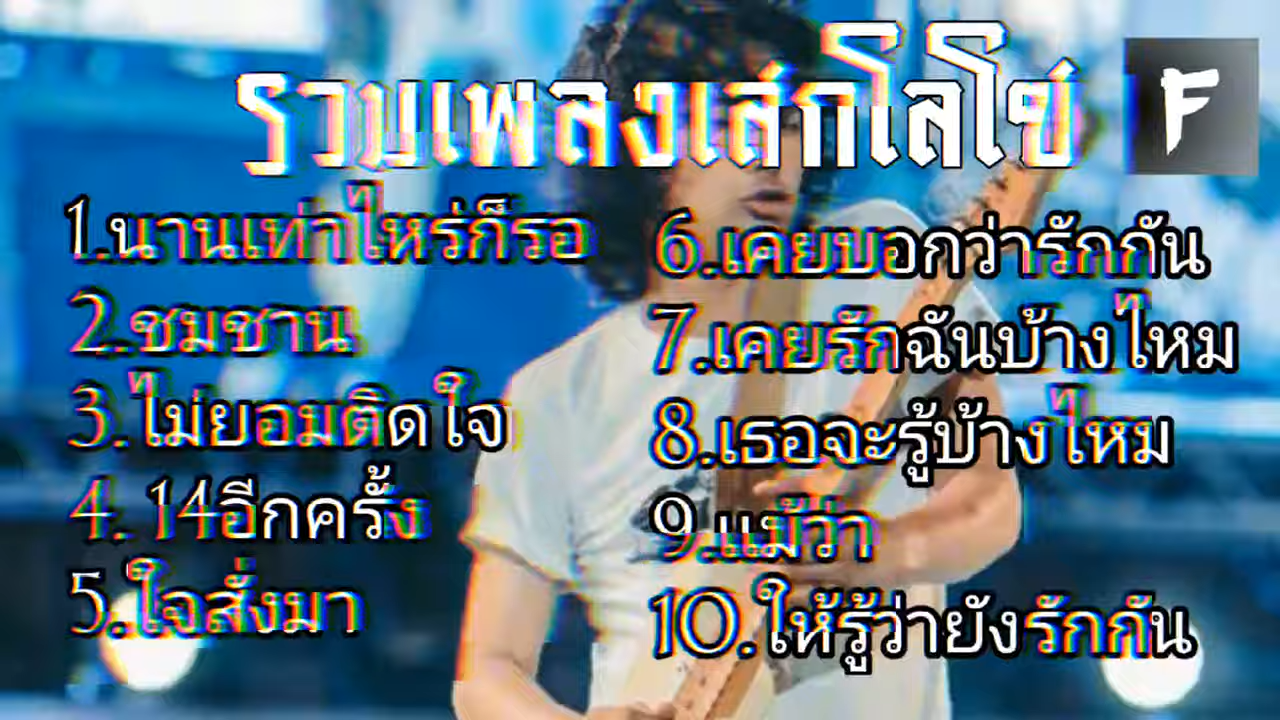 รวมเพลงเส่กโลโซ่
F
1.นานเท่าไหร่ก็รอ
2.ชมชาน
3.ไม่ยอมติดใจ
4. 14อีกครั้ง
5.ใจสั่งมา
6.เคยบอกว่ารักกัน
7.เคยรักฉันบ้างไหม
8.เธอจะรู้บ้างไหม
9.แม้ว่า
10.ให้รู้ว่ายังรักกัน